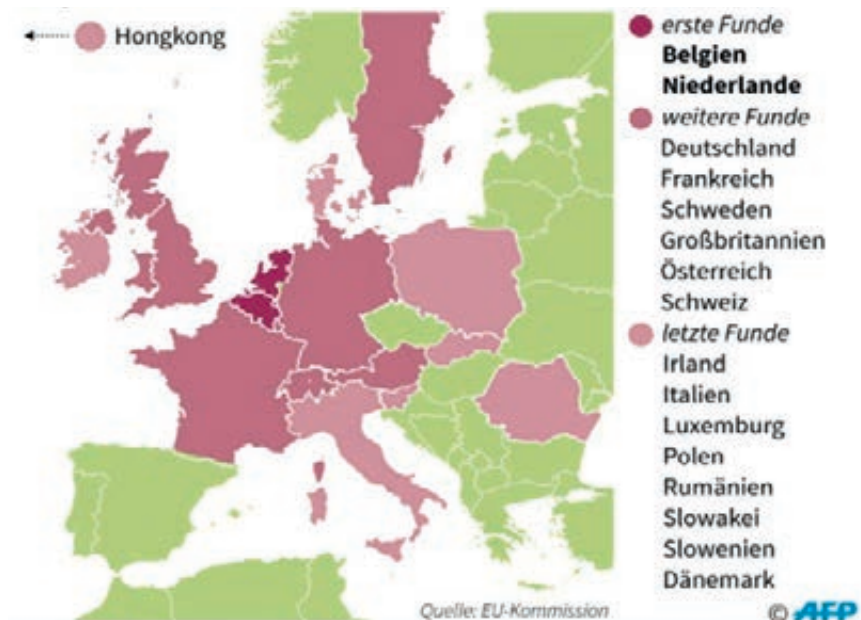 Hongkong
erste Funde
Belgien
Niederlande
weitere Funde
Deutschland
Frankreich
Schweden
Großbritannien
Österreich
Schweiz
letzte Funde
Irland
Italien
Luxemburg
Polen
Rumänien
Slowakei
Slowenien
Dänemark
Quelle: EU-Kommission
© AFP